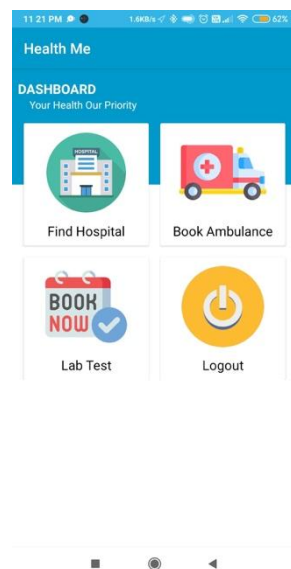 11 21 PM 1.6KB/s 62%
Health Me
DASHBOARD
Your Health Our Priority
HOSPITAL
Find Hospital
Book Ambulance
BOOK
NOW
Lab Test
Logout